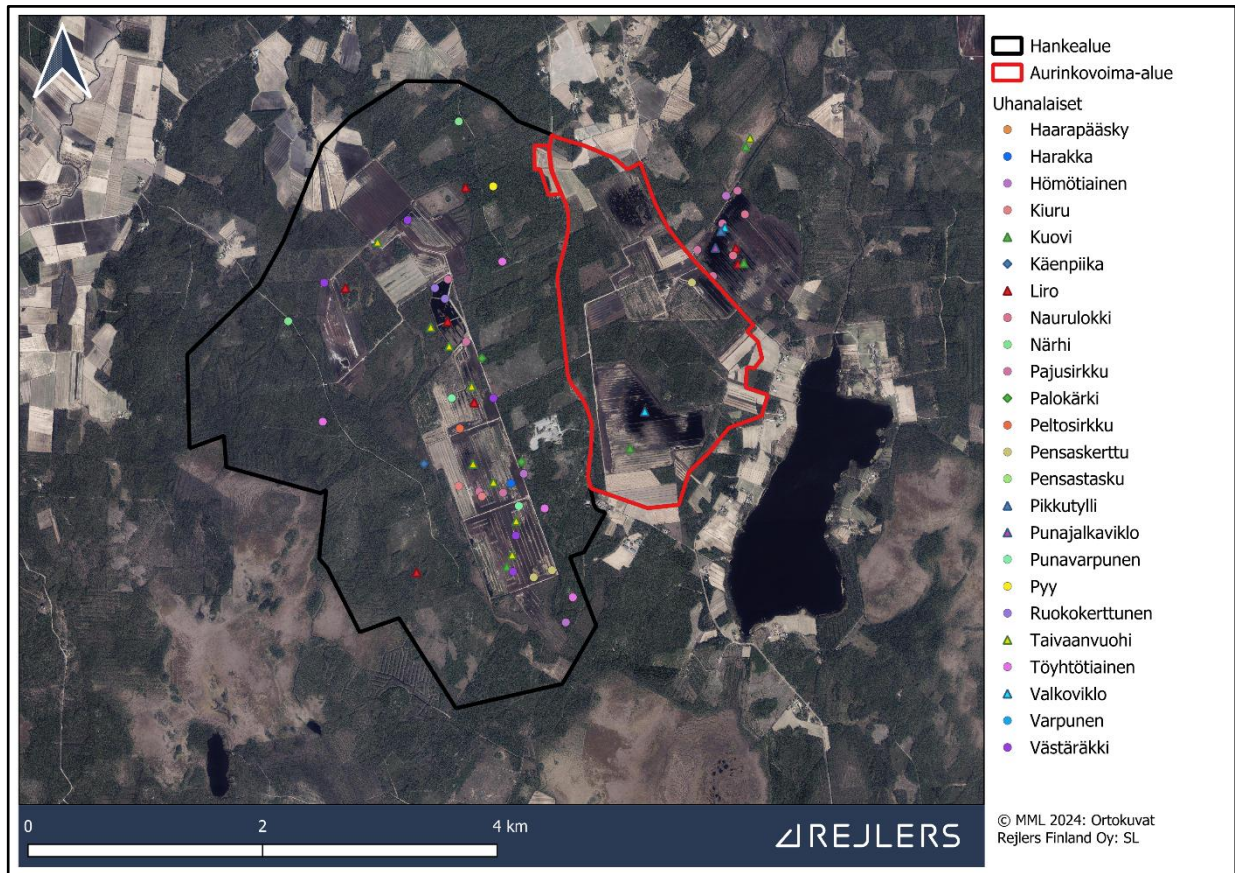 Hankealue
Aurinkovoima-alue
Uhanalaiset
Haarapääsky
Harakka
Hömötiainen
Kiuru
Kuovi
Käenpiika
Liro
Naurulokki
Närhi
Pajusirkku
Palokärki
Peltosirkku
Pensaskerttu
Pensastasku
Pikkutylli
Punajalkaviklo
Punavarpunen
Pyy
Ruokokerttunen
Taivaanvuohi
Töyhtötiainen
Valkoviklo
Varpunen
Västäräkki
0 2 4 km
REJLERS
© MML 2024: Ortokuvat
Rejlers Finland Oy: SL